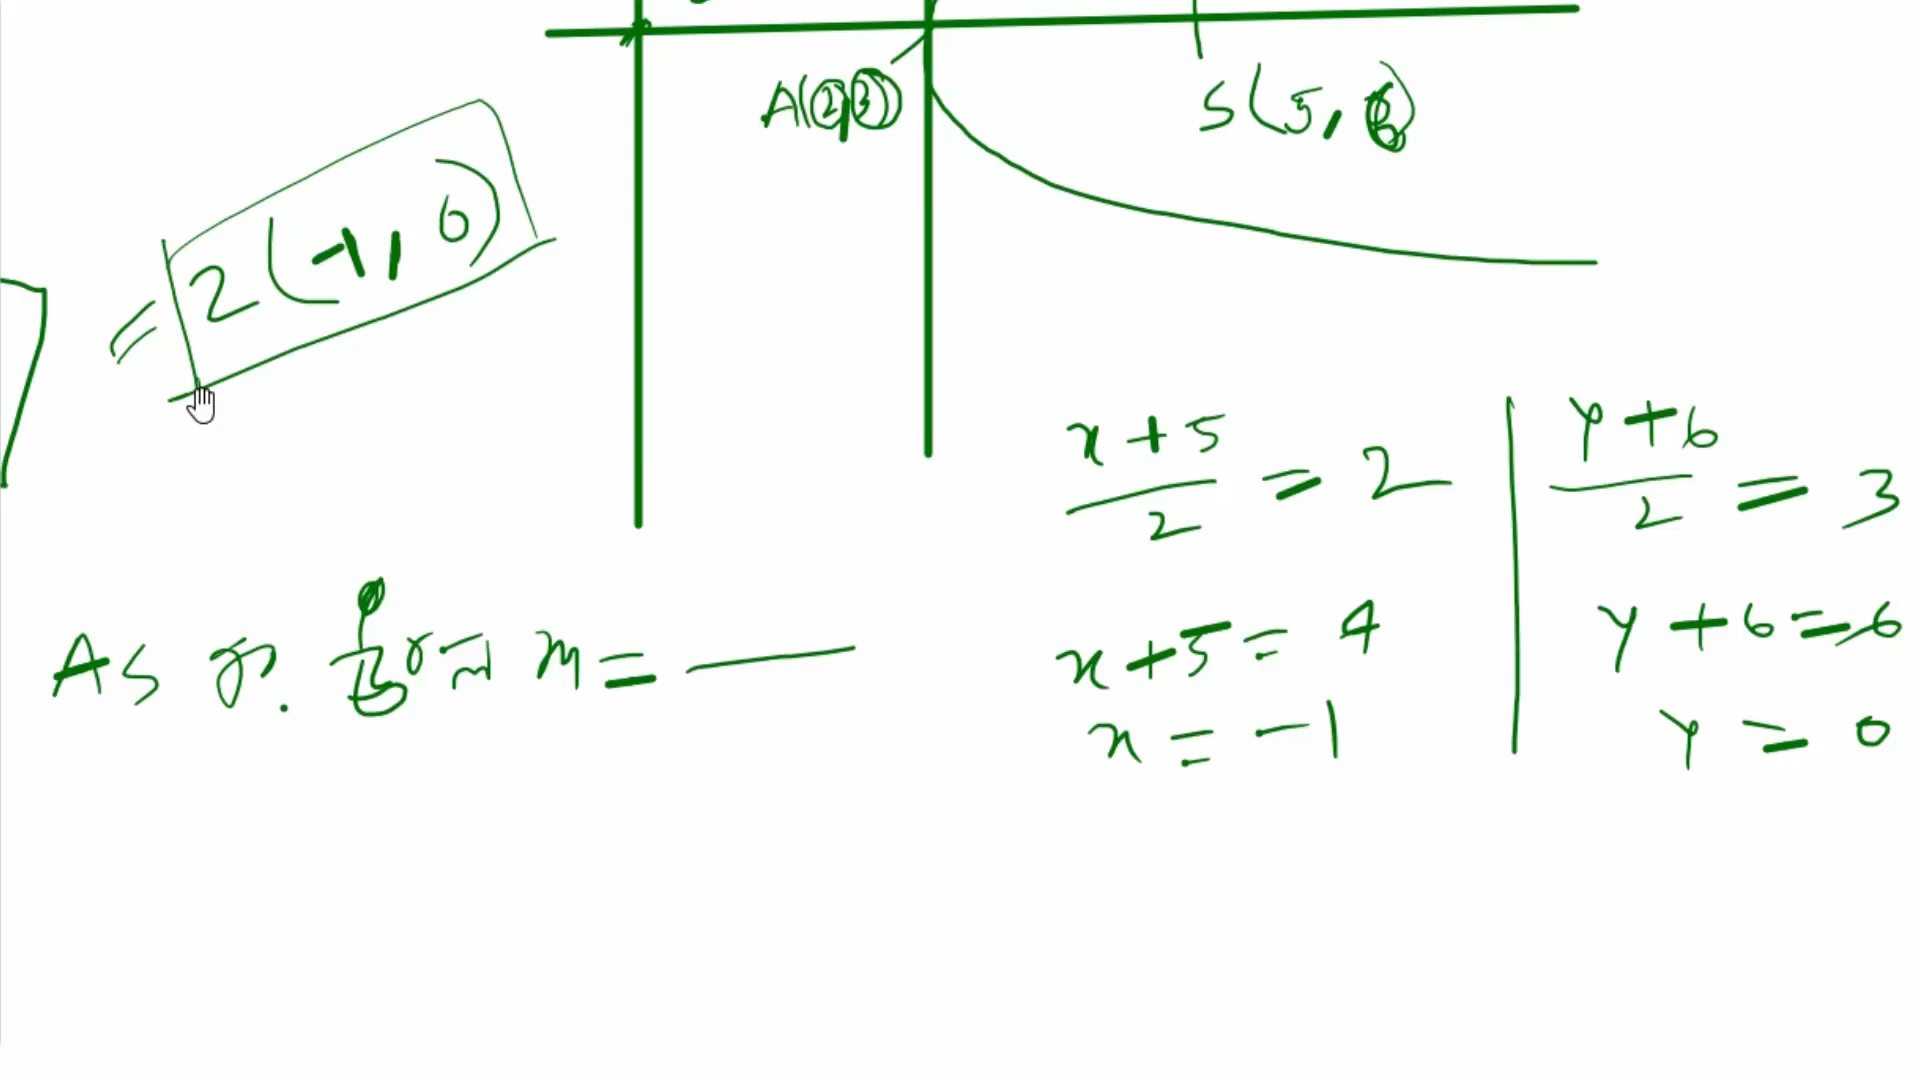 A(2,3)
S(5, 6)
= 2(-1, 0)
x+5/2 = 2
y+6/2 = 3
AS m =
x+5 = 4
y+6=6
x = -1
y = 0